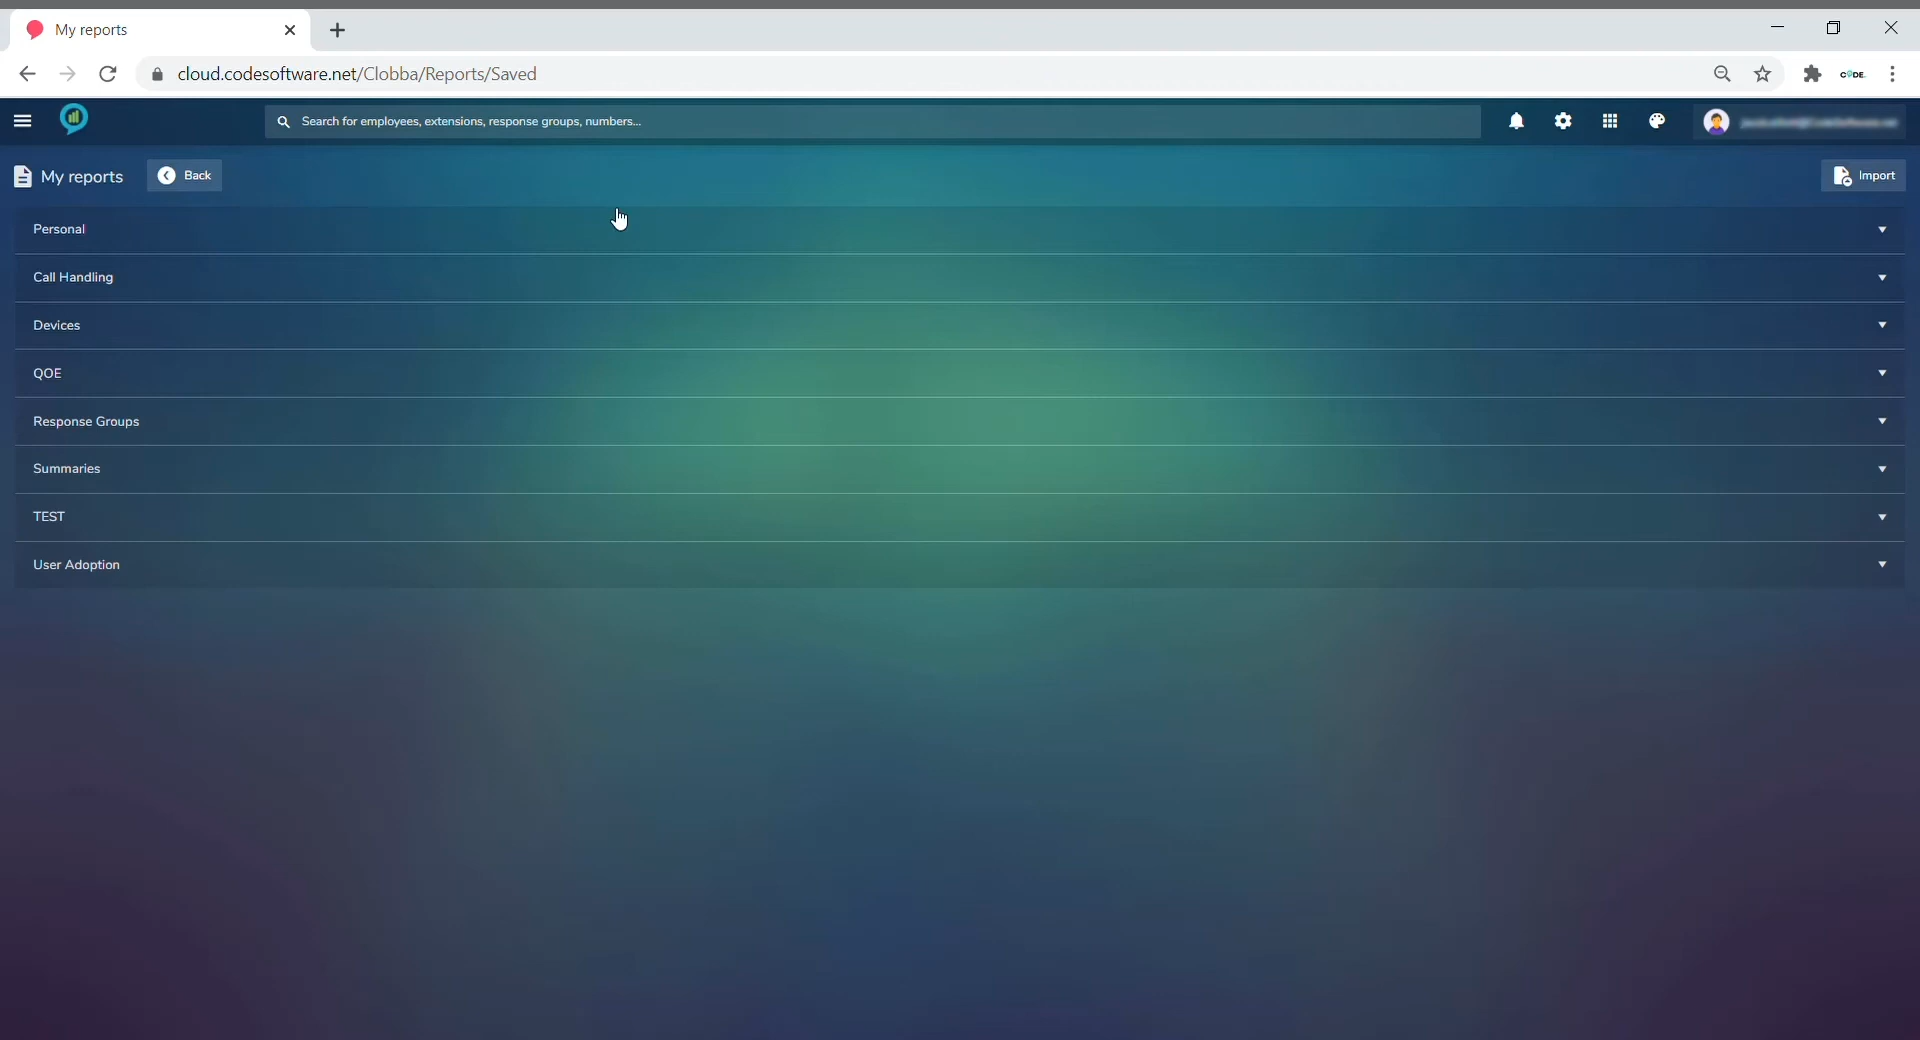 My reports
cloud.codesoftware.net/Clobba/Reports/Saved
CODE.
Search for employees, extensions, response groups, numbers...
My reports
Back
Import
Personal
Call Handling
Devices
QOE
Response Groups
Summaries
TEST
User Adoption